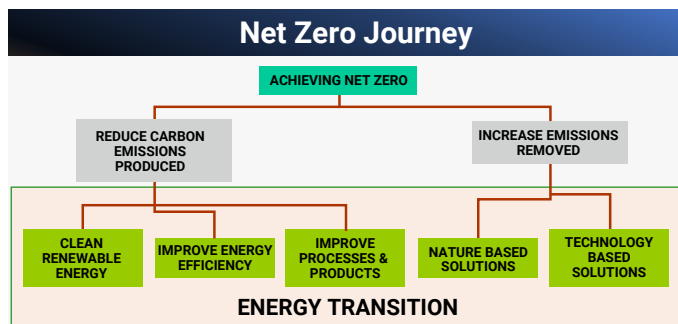 Net Zero Journey
ACHIEVING NET ZERO
REDUCE CARBON
EMISSIONS
PRODUCED
INCREASE EMISSIONS
REMOVED
CLEAN
RENEWABLE
ENERGY
IMPROVE ENERGY
EFFICIENCY
IMPROVE
PROCESSES &
PRODUCTS
NATURE BASED
SOLUTIONS
TECHNOLOGY
BASED
SOLUTIONS
ENERGY TRANSITION